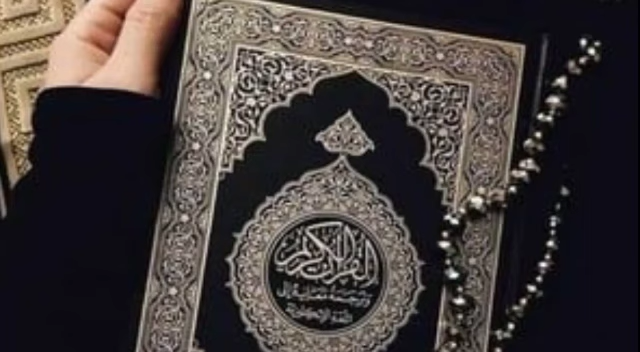 القرآن الكريم
وترجمة معانيه إلى